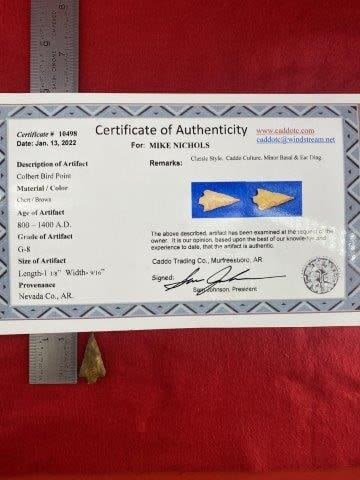 Certificate # 10498
Date: Jan. 13, 2022
Certificate of Authenticity
For: MIKE NICHOLS
www.caddotc.com
caddotc@windstream.net
Description of Artifact
Colbert Bird Point
Material / Color
Chert / Brown
Age of Artifact
800 – 1400 A.D.
Grade of Artifact
G-8
Size of Artifact
Length-1 1/8" Width- 9/16"
Provenance
Nevada Co., AR.
Remarks: Classic Style, Caddo Culture, Minor Basal & Ear Ding
The above described, artifact has been examined at the request of the
owner. It is our opinion, based upon the best of our knowledge and
experience to date, that the artifact is authentic.
Caddo Trading Co., Murfreesboro, AR.
Signed:
Sam Johnson, President